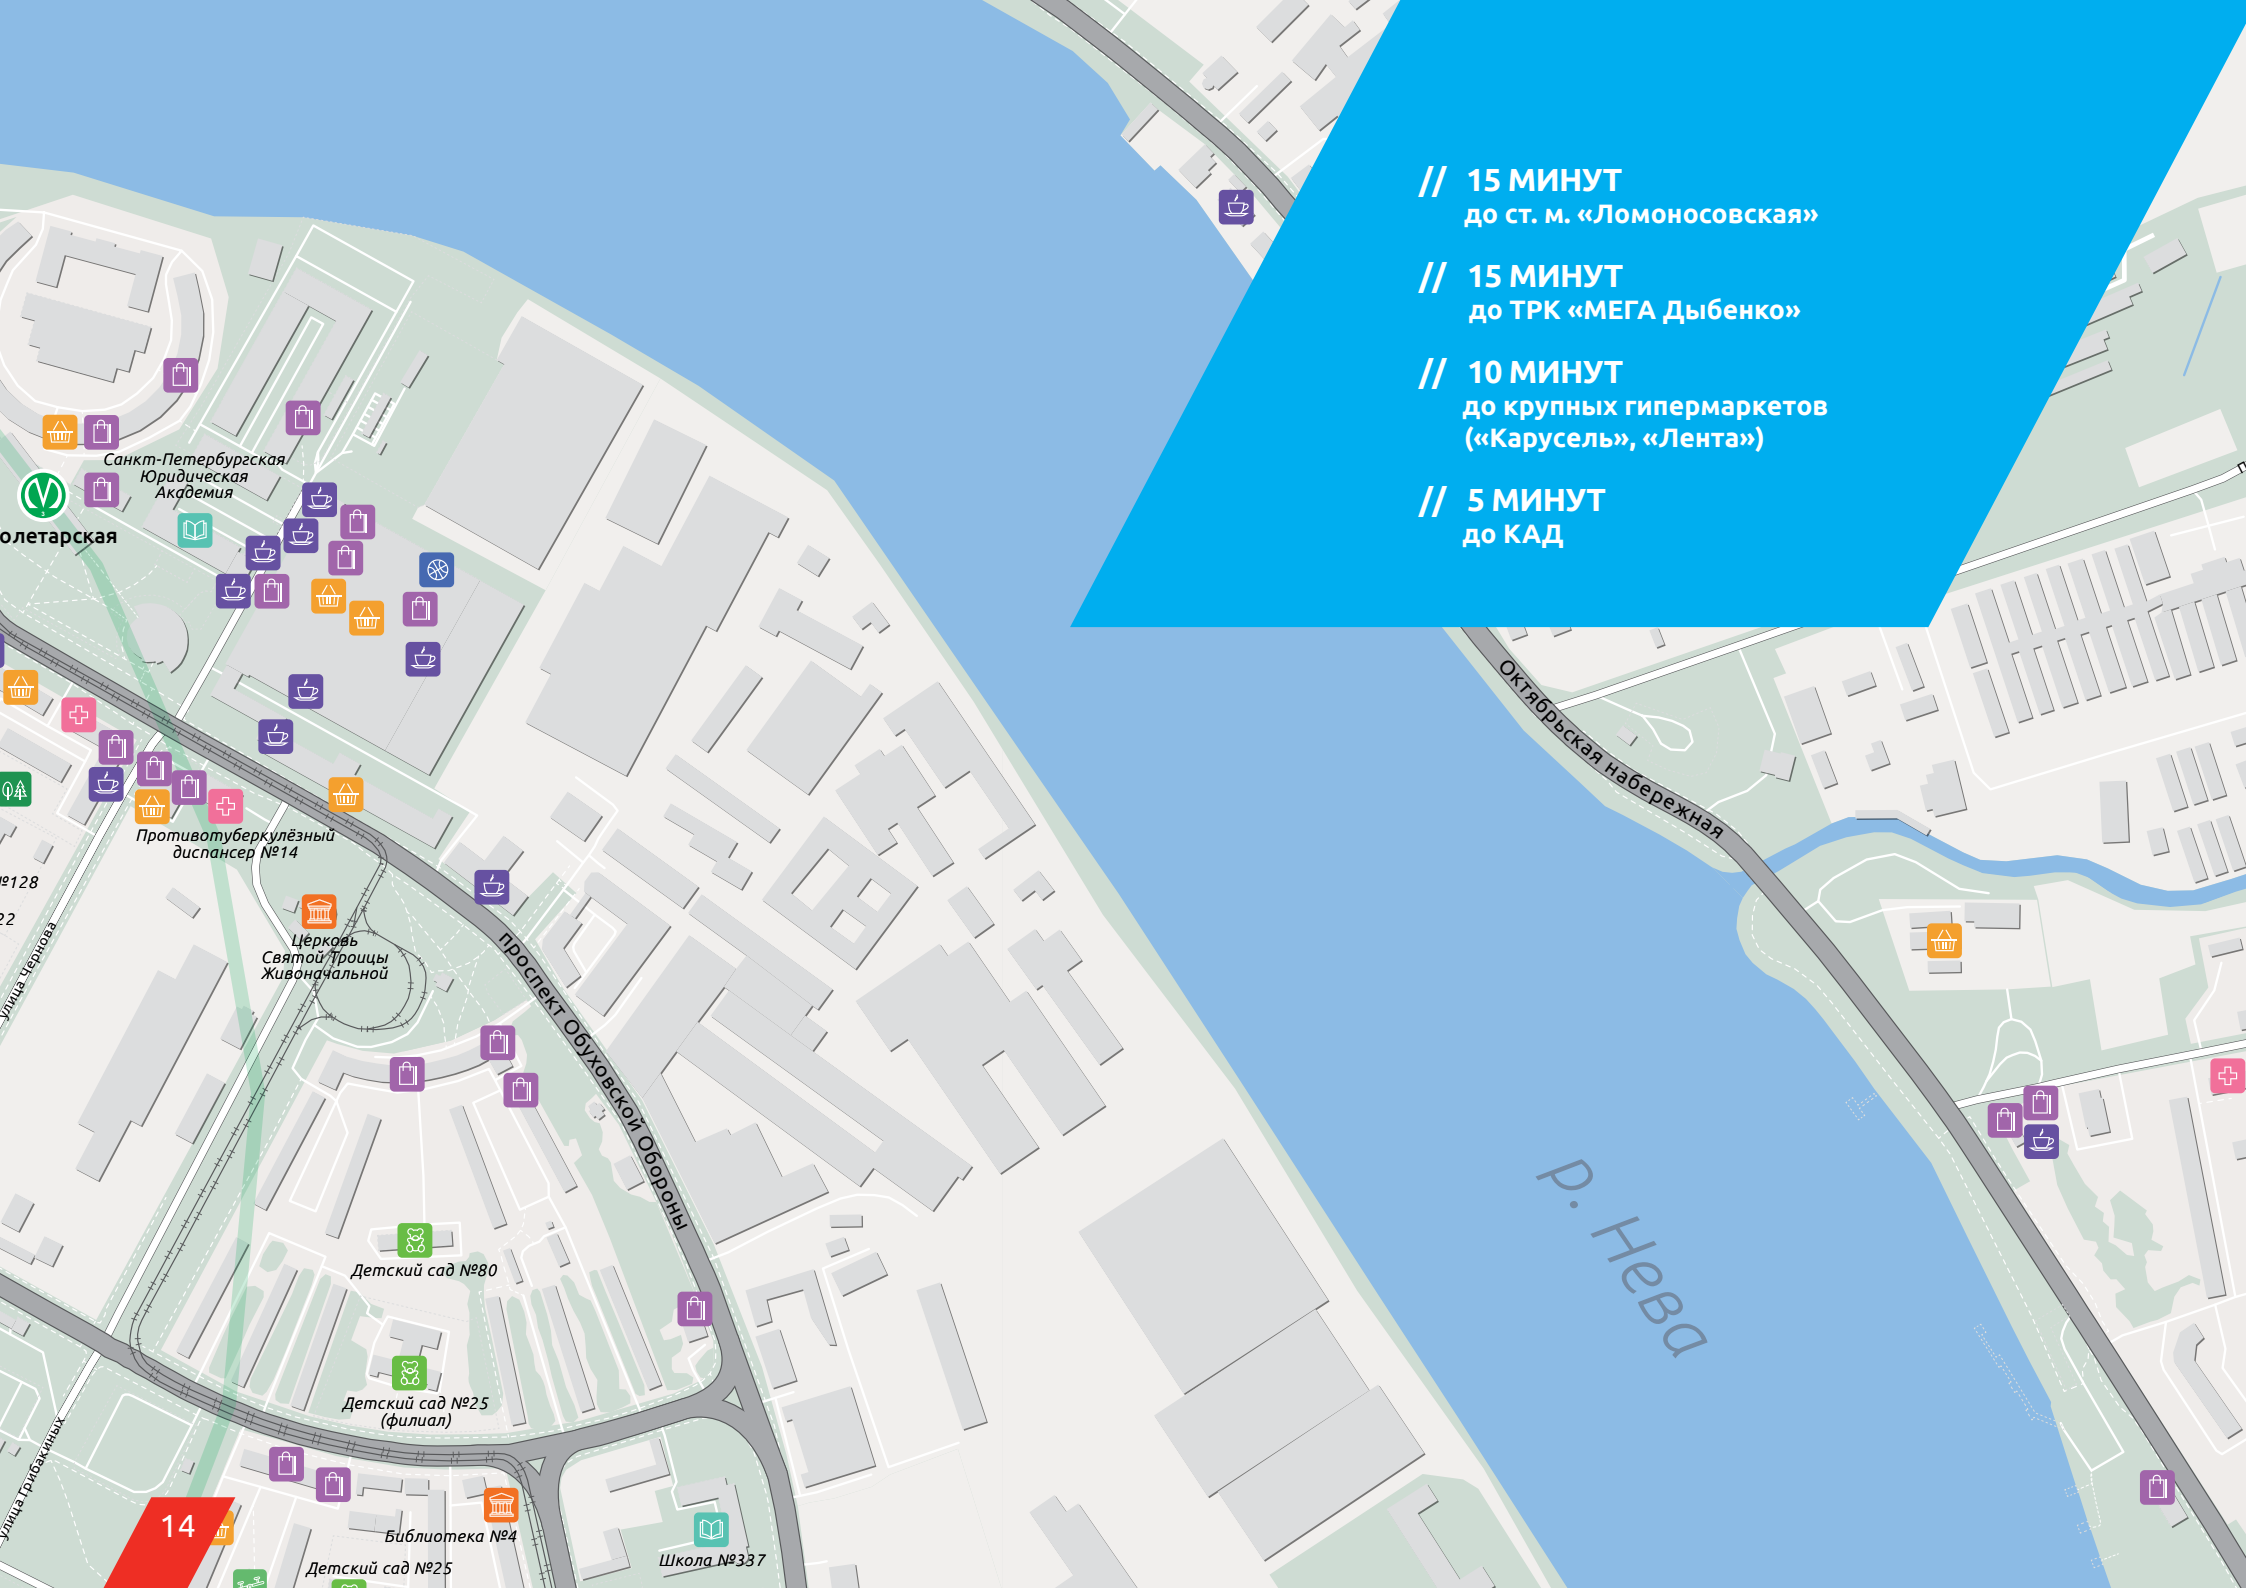 // 15 МИНУТ
до ст. м. «Ломоносовская»
// 15 МИНУТ
до ТРК «МЕГА Дыбенко»
// 10 МИНУТ
до крупных гипермаркетов
(«Карусель», «Лента»)
// 5 МИНУТ
до КАД
Санкт-Петербургская
Юридическая
Академия
олетарская
Октябрьская набережная
Противотуберкулёзный
диспансер №14
№128
22
улица Чернова
Церковь
Святой Троицы
Живоначальной
проспект Обуховской Обороны
р. Нева
Детский сад №80
Детский сад №25
(филиал)
улица Грибакиных
14
Библиотека №4
Школа №337
Детский сад №25